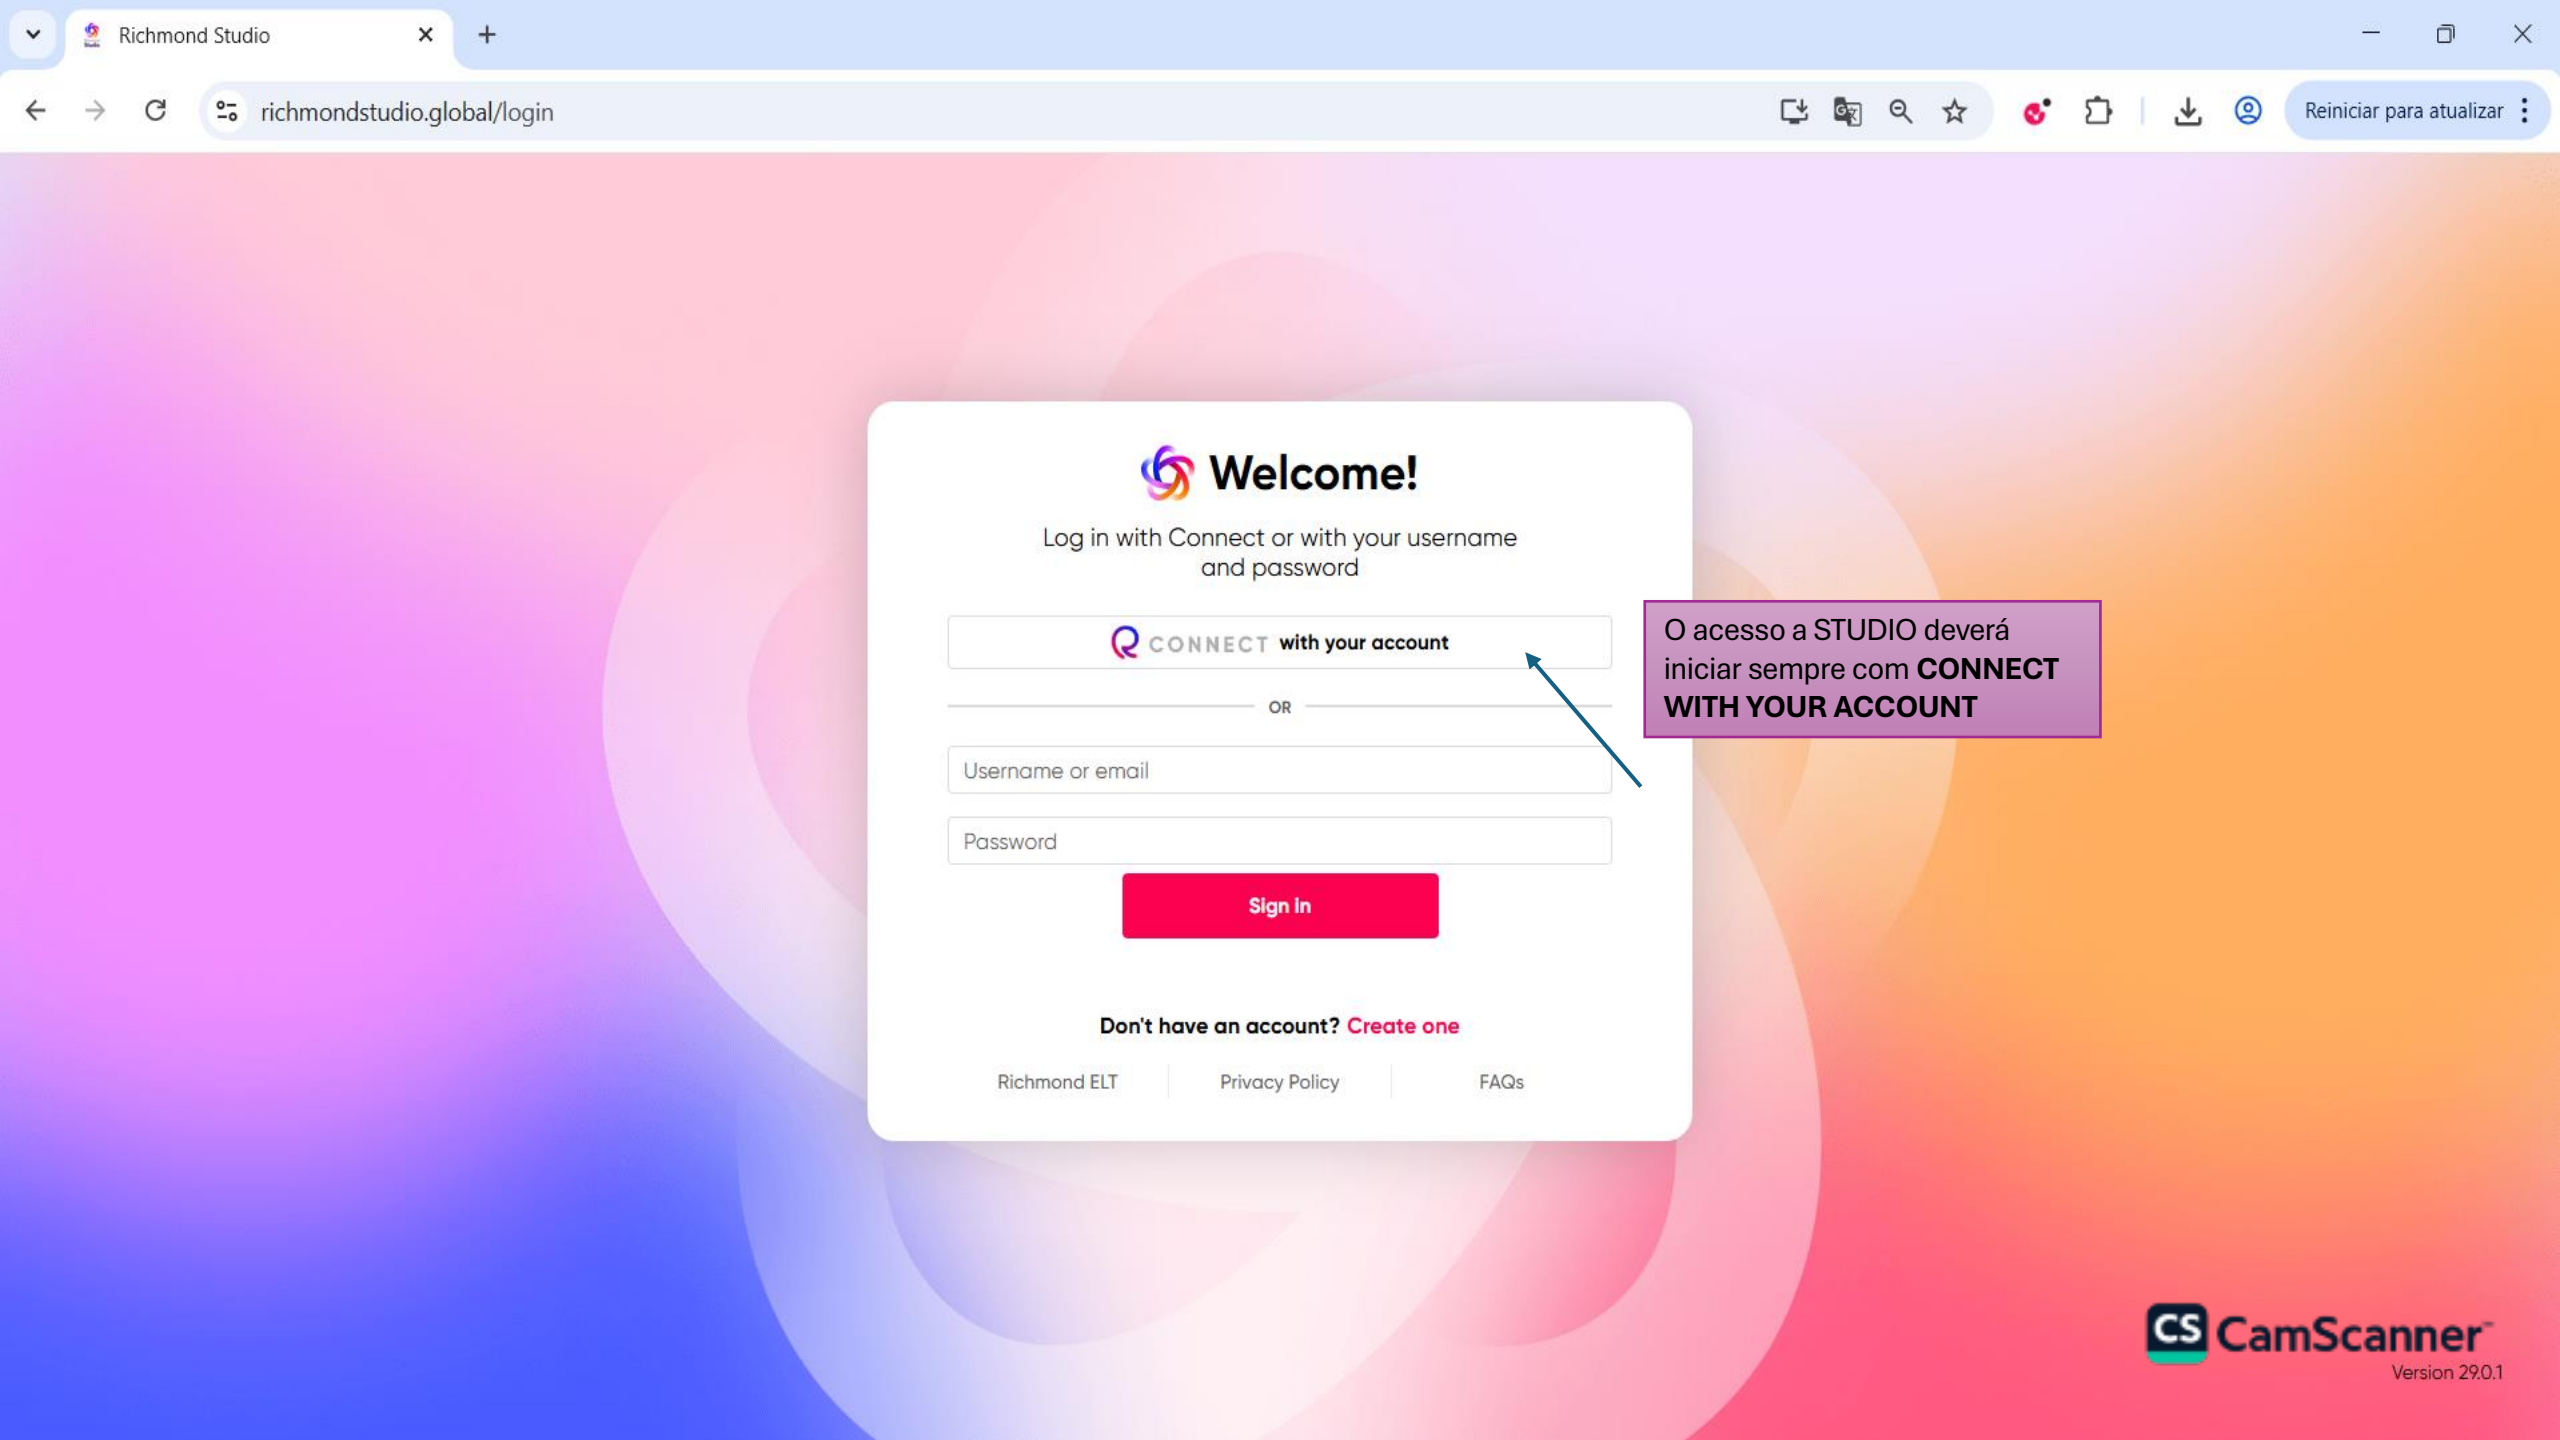 Richmond Studio
richmondstudio.global/login
Reiniciar para atualizar
Welcome!
Log in with Connect or with your username
and password
CONNECT with your account
OR
Username or email
Password
Sign in
Don't have an account? Create one
Richmond ELT
Privacy Policy
FAQs
O acesso a STUDIO deverá
iniciar sempre com CONNECT
WITH YOUR ACCOUNT
CS CamScanner™
Version 29.0.1